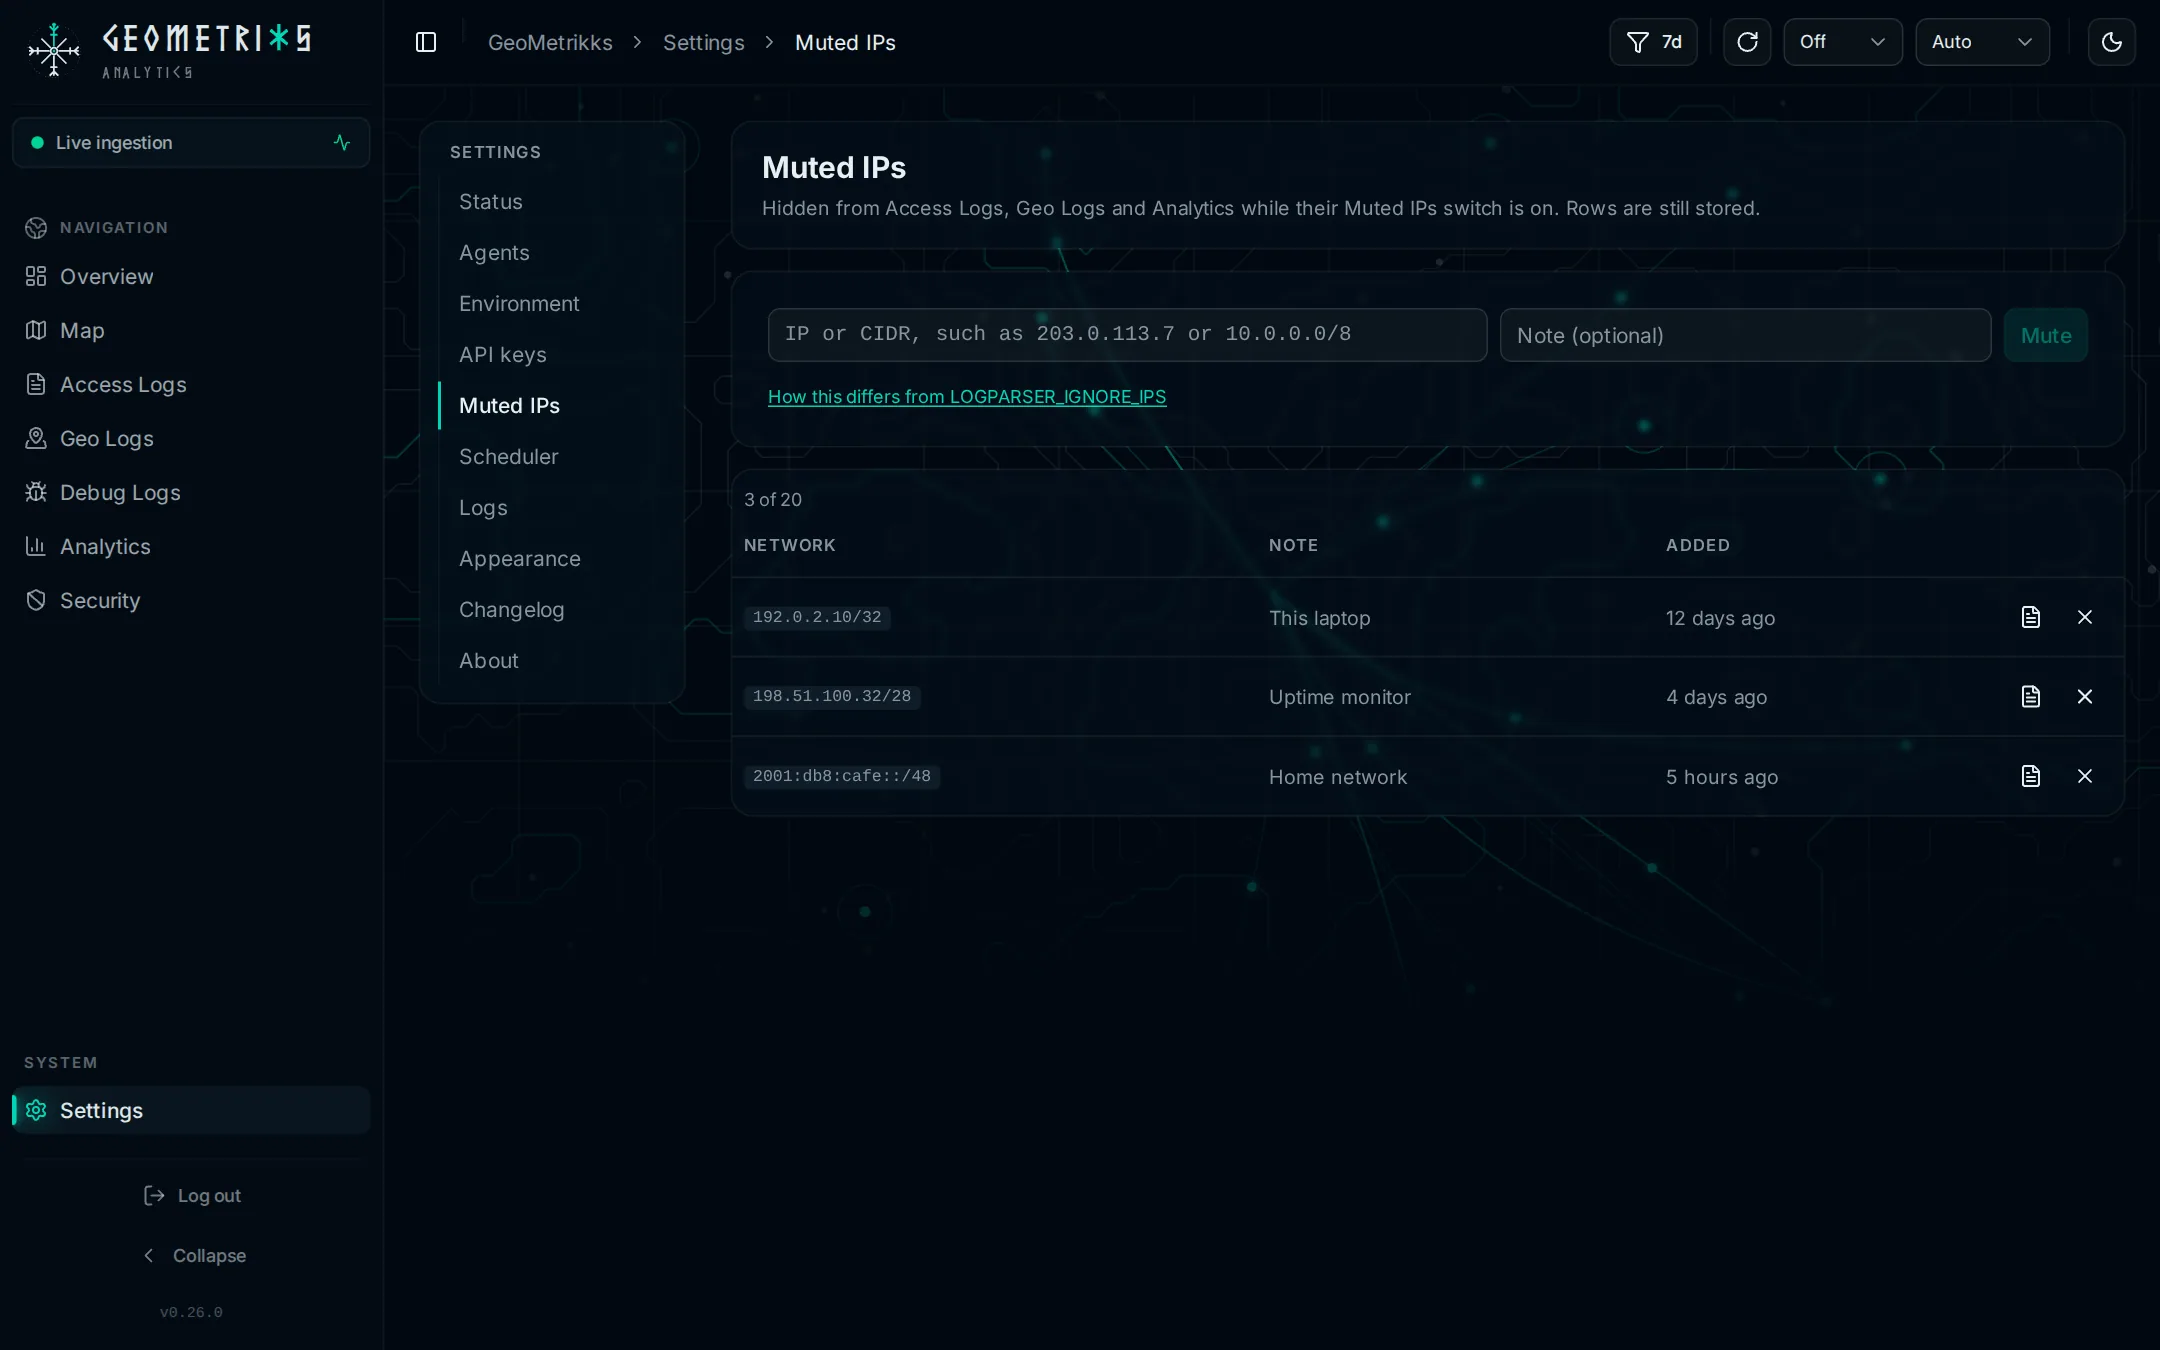 GEOMETRIKS
ANALYTICS
Live ingestion
NAVIGATION
Overview
Map
Access Logs
Geo Logs
Debug Logs
Analytics
Security
SYSTEM
Settings
Log out
Collapse
v0.26.0
GeoMetrikks > Settings > Muted IPs
7d
Off
Auto
SETTINGS
Status
Agents
Environment
API keys
Muted IPs
Scheduler
Logs
Appearance
Changelog
About
Muted IPs
Hidden from Access Logs, Geo Logs and Analytics while their Muted IPs switch is on. Rows are still stored.
IP or CIDR, such as 203.0.113.7 or 10.0.0.0/8
Note (optional)
Mute
How this differs from LOGPARSER_IGNORE_IPS
3 of 20
NETWORK NOTE ADDED
192.0.2.10/32 This laptop 12 days ago
198.51.100.32/28 Uptime monitor 4 days ago
2001:db8:cafe::/48 Home network 5 hours ago